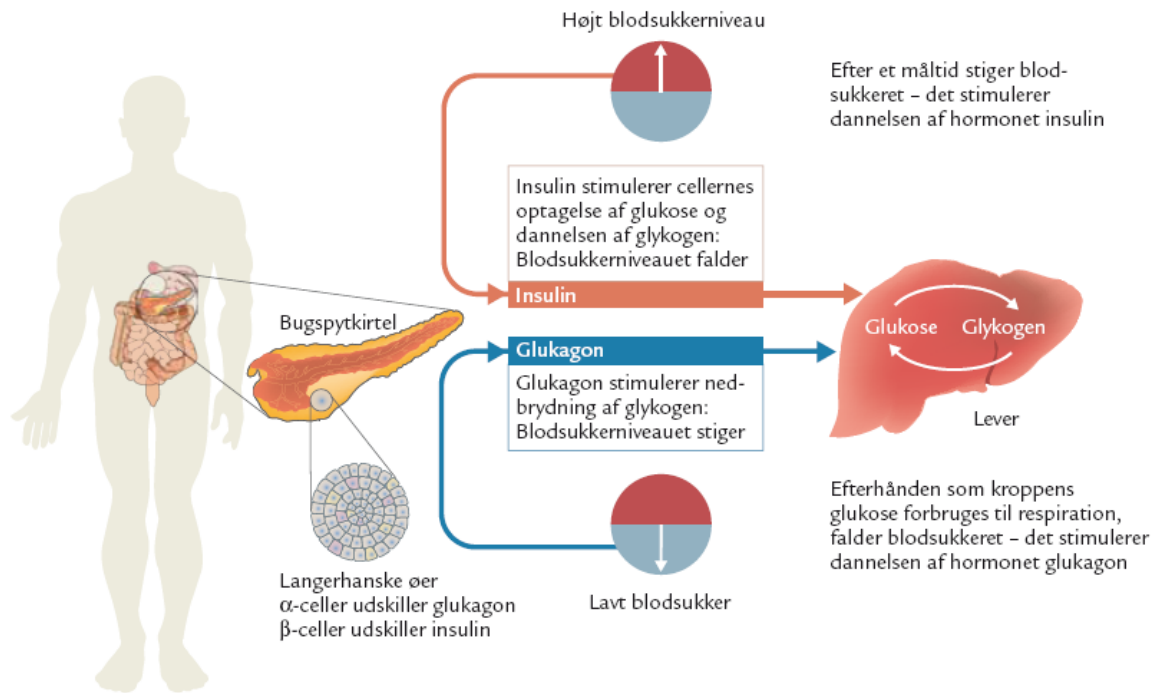 Højt blodsukkerniveau
Efter et måltid stiger blod-
sukkeret – det stimulerer
dannelsen af hormonet insulin
Insulin stimulerer cellernes
optagelse af glukose og
dannelsen af glykogen:
Blodsukkerniveauet falder
Insulin
Bugspytkirtel
Glukose
Glykogen
Glukagon
Glukagon stimulerer ned-
brydning af glykogen:
Blodsukkerniveauet stiger
Lever
Efterhånden som kroppens
glukose forbruges til respiration,
falder blodsukkeret – det stimulerer
dannelsen af hormonet glukagon
Langerhanske øer
α-celler udskiller glukagon
β-celler udskiller insulin
Lavt blodsukker